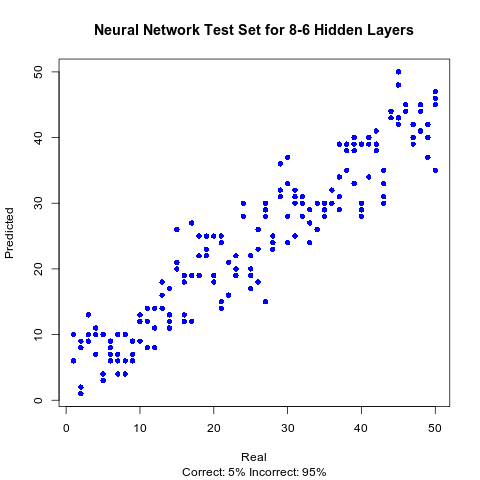 Neural Network Test Set for 8-6 Hidden Layers
50
40
30
20
10
0
Predicted
0 10 20 30 40 50
Real
Correct: 5% Incorrect: 95%